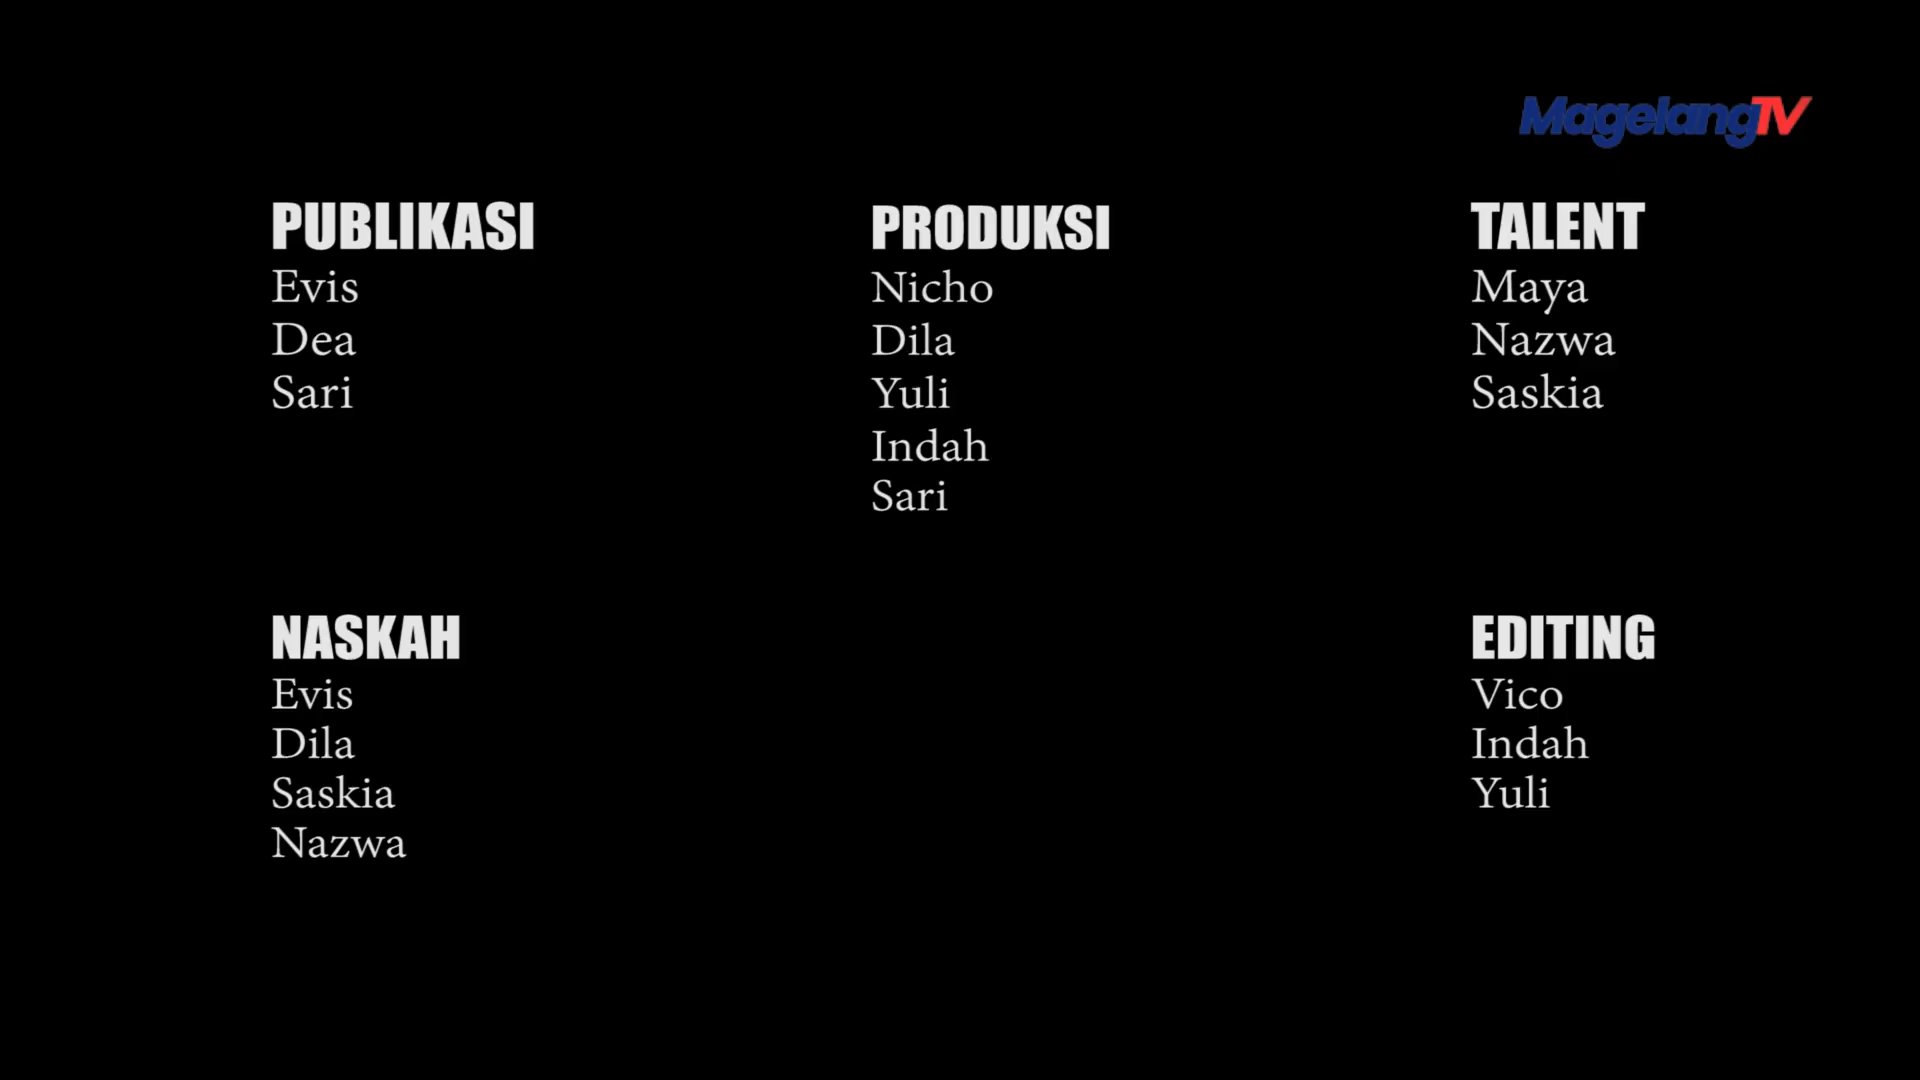 MagelangTV
PUBLIKASI
Evis
Dea
Sari
PRODUKSI
Nicho
Dila
Yuli
Indah
Sari
TALENT
Maya
Nazwa
Saskia
NASKAH
Evis
Dila
Saskia
Nazwa
EDITING
Vico
Indah
Yuli